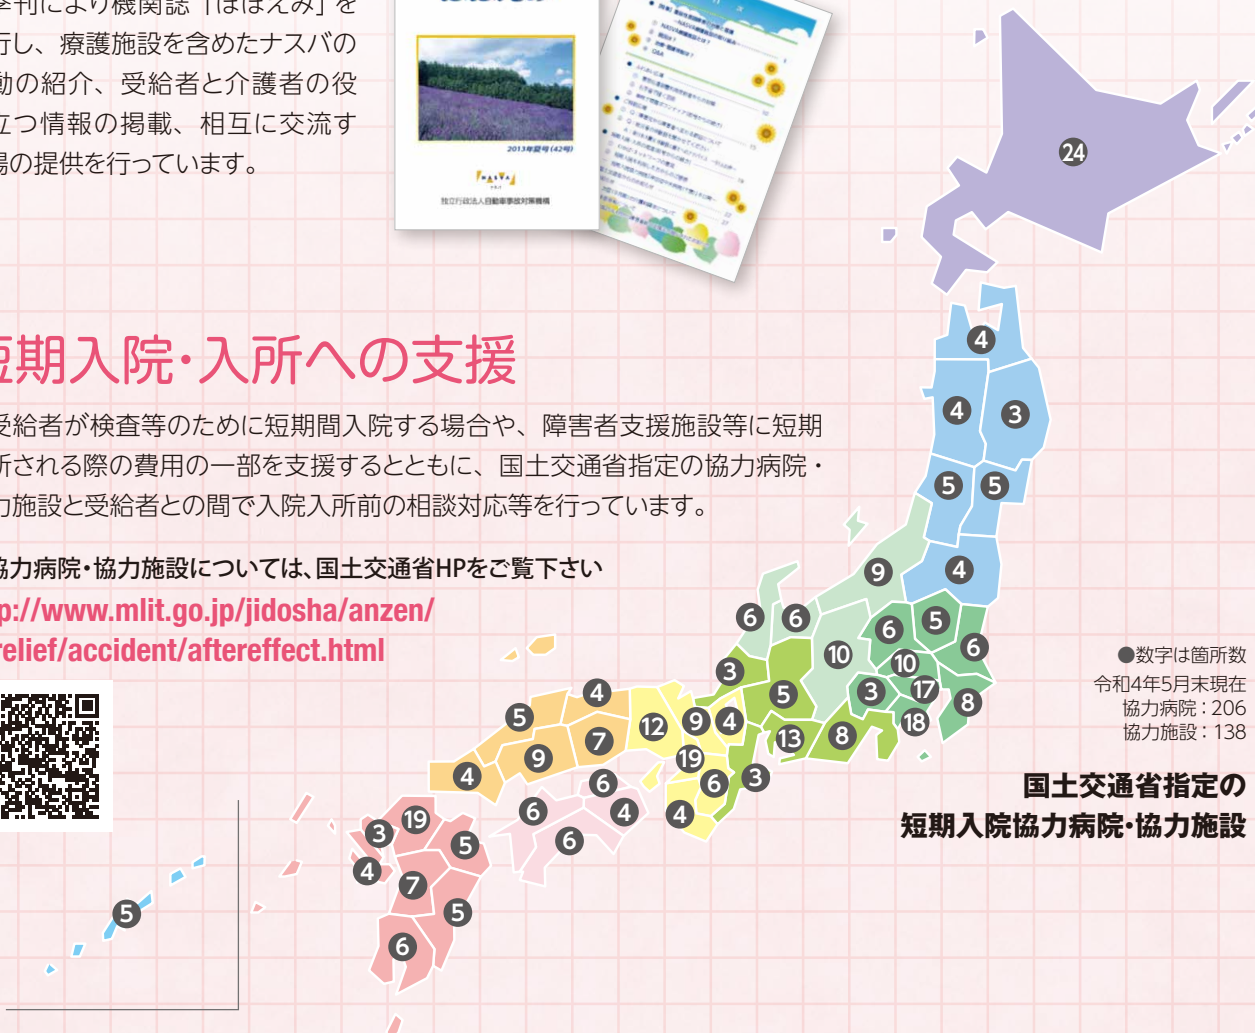 季刊により機関誌「ほほえみ」を
行し、療護施設を含めたナスバの
動の紹介、受給者と介護者の役
立つ情報の掲載、相互に交流す
場の提供を行っています。
2013年夏号(42号)
NASVA
独立行政法人自動車事故対策機構
短期入院・入所への支援
受給者が検査等のために短期間入院する場合や、障害者支援施設等に短期
所される際の費用の一部を支援するとともに、国土交通省指定の協力病院・
力施設と受給者との間で入院入所前の相談対応等を行っています。
協力病院・協力施設については、国土交通省HPをご覧下さい
p://www.mlit.go.jp/jidosha/anzen/
relief/accident/aftereffect.html
24
4
4
3
5
5
4
9
6
6
10
6
5
6
10
17
8
3
18
3
5
8
13
3
12
9
4
19
6
4
4
5
7
9
4
6
6
4
6
19
3
5
4
7
5
6
5
●数字は箇所数
令和4年5月末現在
協力病院：206
協力施設：138
国土交通省指定の
短期入院協力病院・協力施設